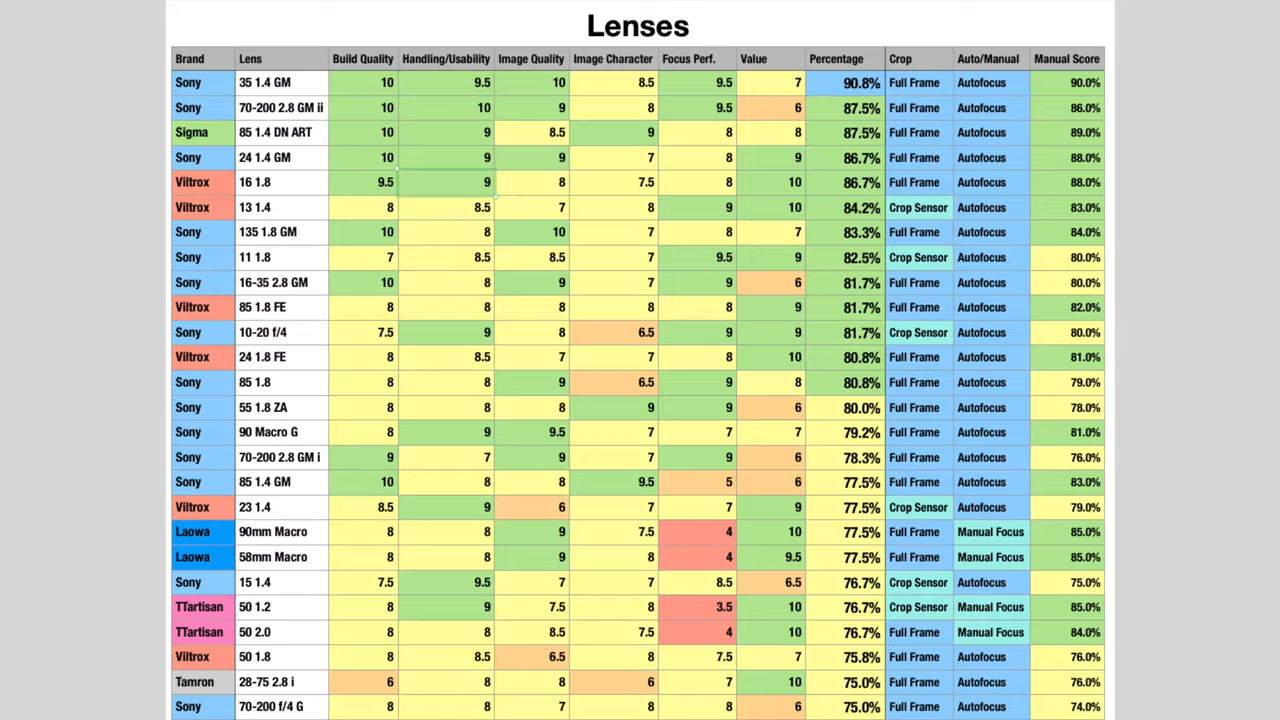 Lenses
Brand Lens Build Quality Handling/Usability Image Quality Image Character Focus Perf. Value Percentage Crop Auto/Manual Manual Score
Sony 35 1.4 GM 10 9.5 10 8.5 9.5 7 90.8% Full Frame Autofocus 90.0%
Sony 70-200 2.8 GM ii 10 10 9 8 9.5 6 87.5% Full Frame Autofocus 86.0%
Sigma 85 1.4 DN ART 10 9 8.5 9 8 8 87.5% Full Frame Autofocus 89.0%
Sony 24 1.4 GM 10 9 9 7 8 9 86.7% Full Frame Autofocus 88.0%
Viltrox 16 1.8 9.5 9 8 7.5 8 10 86.7% Full Frame Autofocus 88.0%
Viltrox 13 1.4 8 8.5 7 8 9 10 84.2% Crop Sensor Autofocus 83.0%
Sony 135 1.8 GM 10 8 10 7 8 7 83.3% Full Frame Autofocus 84.0%
Sony 11 1.8 7 8.5 8.5 7 9.5 9 82.5% Crop Sensor Autofocus 80.0%
Sony 16-35 2.8 GM 10 8 9 7 9 6 81.7% Full Frame Autofocus 80.0%
Viltrox 85 1.8 FE 8 8 8 8 8 9 81.7% Full Frame Autofocus 82.0%
Sony 10-20 f/4 7.5 9 8 6.5 9 9 81.7% Crop Sensor Autofocus 80.0%
Viltrox 24 1.8 FE 8 8.5 7 7 8 10 80.8% Full Frame Autofocus 81.0%
Sony 85 1.8 8 8 9 6.5 9 8 80.8% Full Frame Autofocus 79.0%
Sony 55 1.8 ZA 8 8 8 9 9 6 80.0% Full Frame Autofocus 78.0%
Sony 90 Macro G 8 9 9.5 7 7 7 79.2% Full Frame Autofocus 81.0%
Sony 70-200 2.8 GM i 9 7 9 7 9 6 78.3% Full Frame Autofocus 76.0%
Sony 85 1.4 GM 10 8 8 9.5 5 6 77.5% Full Frame Autofocus 83.0%
Viltrox 23 1.4 8.5 9 6 7 7 9 77.5% Crop Sensor Autofocus 79.0%
Laowa 90mm Macro 8 8 9 7.5 4 10 77.5% Full Frame Manual Focus 85.0%
Laowa 58mm Macro 8 8 9 8 4 9.5 77.5% Full Frame Manual Focus 85.0%
Sony 15 1.4 7.5 9.5 7 7 8.5 6.5 76.7% Crop Sensor Autofocus 75.0%
TTartisan 50 1.2 8 9 7.5 8 3.5 10 76.7% Crop Sensor Manual Focus 85.0%
TTartisan 50 2.0 8 8 8.5 7.5 4 10 76.7% Full Frame Manual Focus 84.0%
Viltrox 50 1.8 8 8.5 6.5 8 7.5 7 75.8% Full Frame Autofocus 76.0%
Tamron 28-75 2.8 i 6 8 8 6 7 10 75.0% Full Frame Autofocus 76.0%
Sony 70-200 f/4 G 8 8 7 8 8 6 75.0% Full Frame Autofocus 74.0%